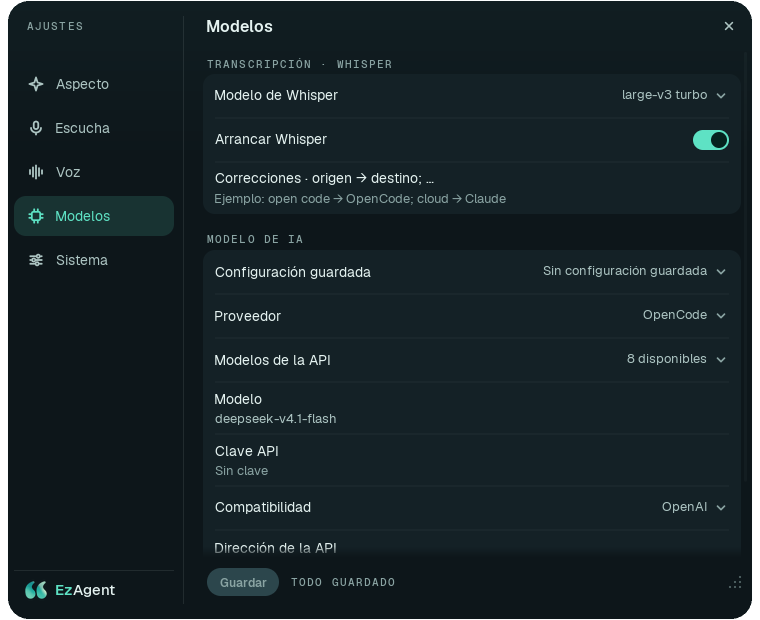 AJUSTES
Aspecto
Escucha
Voz
Modelos
Sistema
EzAgent
Modelos
TRANSCRIPCIÓN · WHISPER
Modelo de Whisper
large-v3 turbo
Arrancar Whisper
Correcciones · origen → destino; …
Ejemplo: open code → OpenCode; cloud → Claude
MODELO DE IA
Configuración guardada
Sin configuración guardada
Proveedor
OpenCode
Modelos de la API
8 disponibles
Modelo
deepseek-v4.1-flash
Clave API
Sin clave
Compatibilidad
OpenAI
Dirección de la API
Guardar
TODO GUARDADO